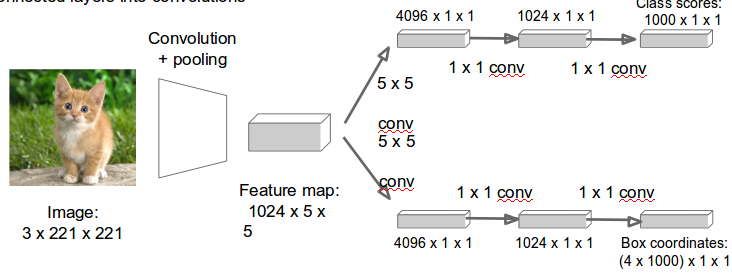 connected layers into convolutions
Class scores:
1000 x 1 x 1
4096 x 1 x 1
1024 x 1 x 1
Convolution
+ pooling
1 x 1 conv
1 x 1 conv
5 x 5
conv
5 x 5
conv
Feature map:
1024 x 5 x
5
Image:
3 x 221 x 221
1 x 1 conv
1 x 1 conv
4096 x 1 x 1
1024 x 1 x 1
Box coordinates:
(4 x 1000) x 1 x 1